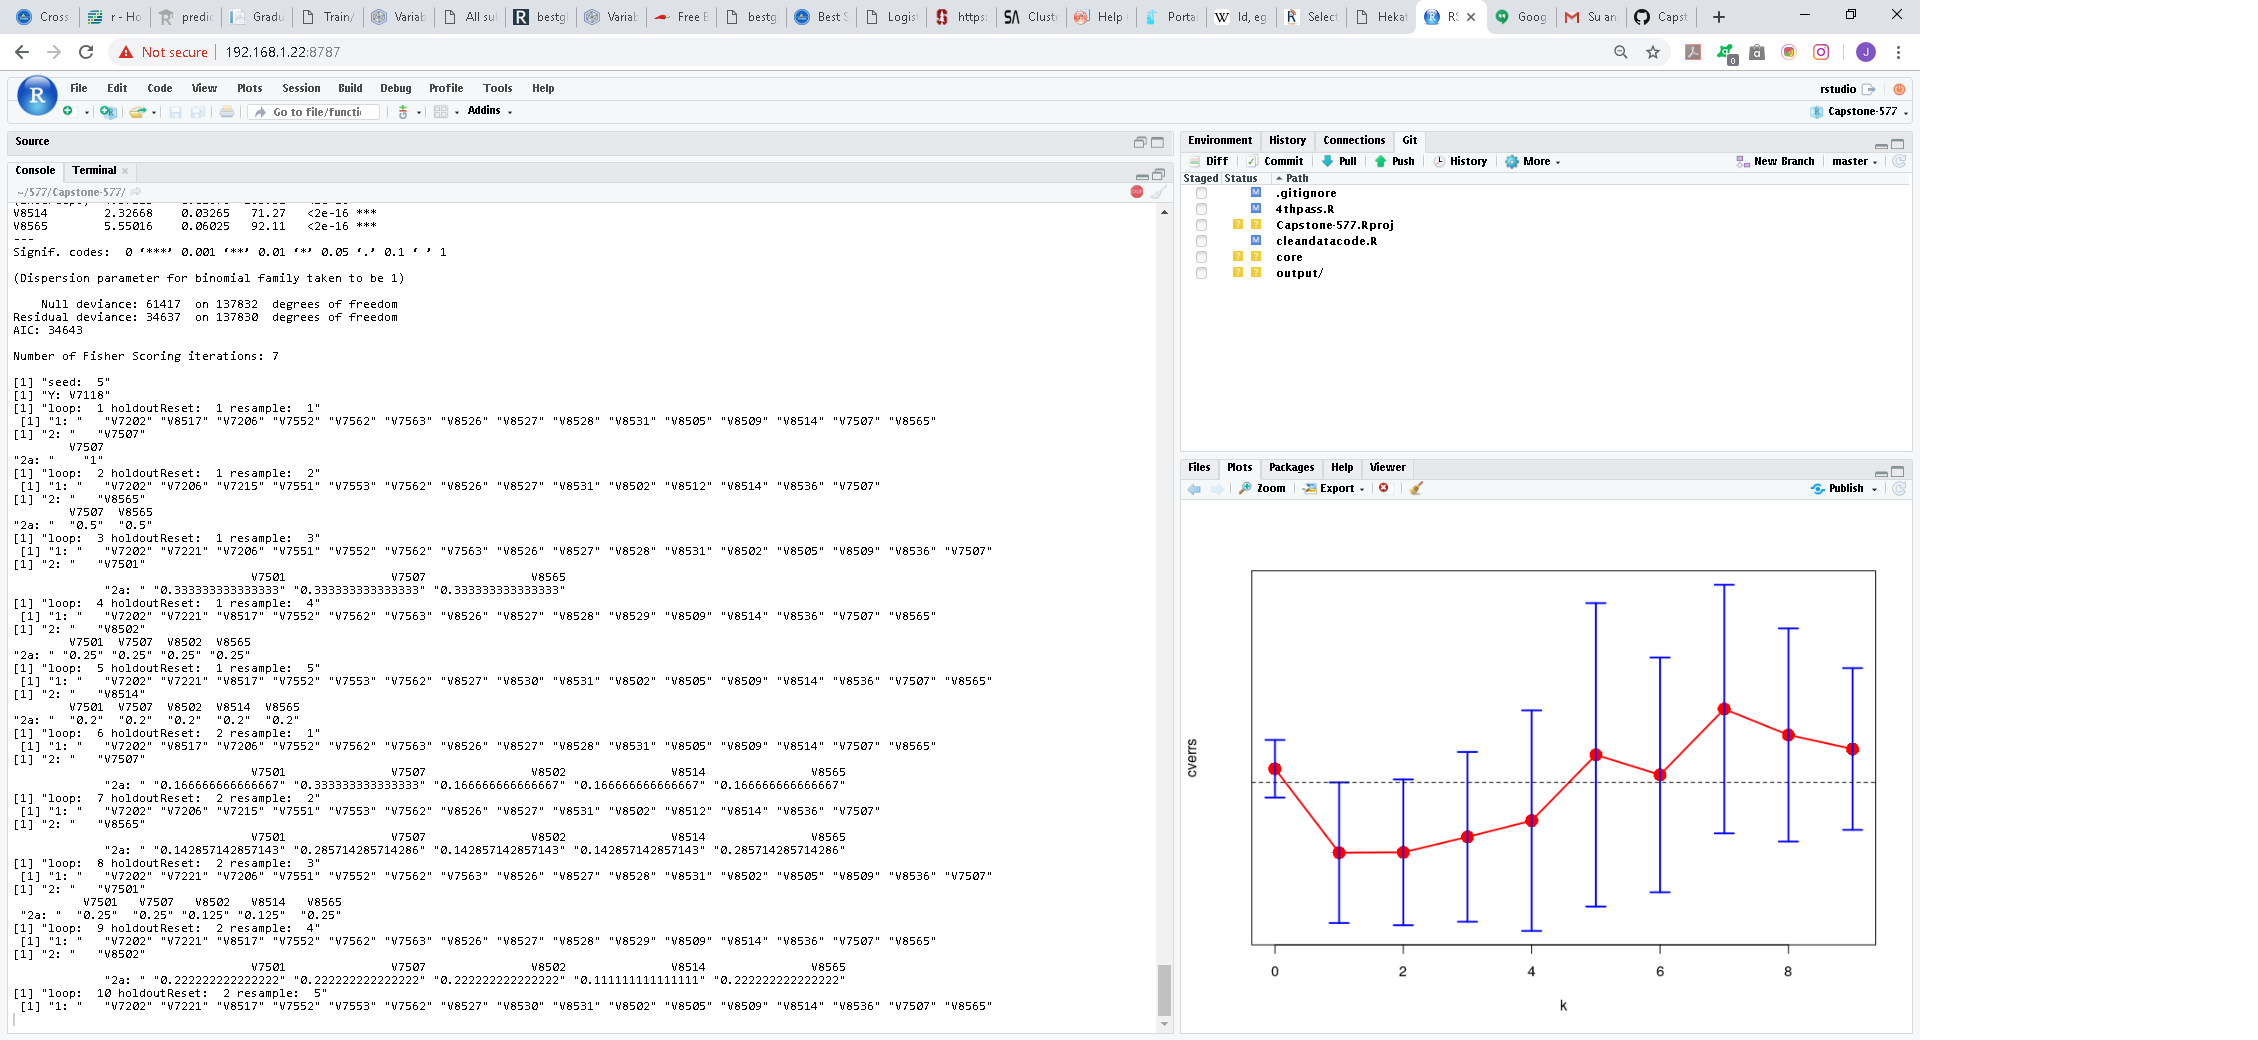 Cross r - Ho predic Gradu Train/ Variab All sul bestgl Variab Free E bestg Best S Logist https: Cluste Help Porta Id, eg Select Hekat RS Goog Su an Capst
Not secure 192.168.1.22:8787
File Edit Code View Plots Session Build Debug Profile Tools Help
rstudio
Go to file/functi Addins
Capstone-577
Source
Console Terminal
~/577/Capstone-577/
V8514 2.32668 0.03265 71.27 <2e-16 ***
V8565 5.55016 0.06025 92.11 <2e-16 ***
---
Signif. codes: 0 ‘***’ 0.001 ‘**’ 0.01 ‘*’ 0.05 ‘.’ 0.1 ‘ ’ 1
(Dispersion parameter for binomial family taken to be 1)
Null deviance: 61417 on 137832 degrees of freedom
Residual deviance: 34637 on 137830 degrees of freedom
AIC: 34643
Number of Fisher Scoring iterations: 7
[1] "seed: 5"
[1] "Y: V7118"
[1] "loop: 1 holdoutReset: 1 resample: 1"
[1] "1: " "V7202" "V8517" "V7206" "V7552" "V7562" "V7563" "V8526" "V8527" "V8528" "V8531" "V8505" "V8509" "V8514" "V7507" "V8565"
[1] "2: " "V7507"
V7507
"2a: " "1"
[1] "loop: 2 holdoutReset: 1 resample: 2"
[1] "1: " "V7202" "V7206" "V7215" "V7551" "V7553" "V7562" "V8526" "V8527" "V8531" "V8502" "V8512" "V8514" "V8536" "V7507"
[1] "2: " "V8565"
V7507 V8565
"2a: " "0.5" "0.5"
[1] "loop: 3 holdoutReset: 1 resample: 3"
[1] "1: " "V7202" "V7221" "V7206" "V7551" "V7552" "V7562" "V7563" "V8526" "V8527" "V8528" "V8531" "V8502" "V8505" "V8509" "V8536" "V7507"
[1] "2: " "V7501"
V7501 V7507 V8565
"2a: " "0.333333333333333" "0.333333333333333" "0.333333333333333"
[1] "loop: 4 holdoutReset: 1 resample: 4"
[1] "1: " "V7202" "V7221" "V8517" "V7552" "V7562" "V7563" "V8526" "V8527" "V8528" "V8529" "V8509" "V8514" "V8536" "V7507" "V8565"
[1] "2: " "V8502"
V7501 V7507 V8502 V8565
"2a: " "0.25" "0.25" "0.25" "0.25"
[1] "loop: 5 holdoutReset: 1 resample: 5"
[1] "1: " "V7202" "V7221" "V8517" "V7552" "V7553" "V7562" "V8527" "V8530" "V8531" "V8502" "V8505" "V8509" "V8514" "V8536" "V7507" "V8565"
[1] "2: " "V8514"
V7501 V7507 V8502 V8514 V8565
"2a: " "0.2" "0.2" "0.2" "0.2" "0.2"
[1] "loop: 6 holdoutReset: 2 resample: 1"
[1] "1: " "V7202" "V8517" "V7206" "V7552" "V7562" "V7563" "V8526" "V8527" "V8528" "V8531" "V8505" "V8509" "V8514" "V7507" "V8565"
[1] "2: " "V7507"
V7501 V7507 V8502 V8514 V8565
"2a: " "0.166666666666667" "0.333333333333333" "0.166666666666667" "0.166666666666667" "0.166666666666667"
[1] "loop: 7 holdoutReset: 2 resample: 2"
[1] "1: " "V7202" "V7206" "V7215" "V7551" "V7553" "V7562" "V8526" "V8527" "V8531" "V8502" "V8512" "V8514" "V8536" "V7507"
[1] "2: " "V8565"
V7501 V7507 V8502 V8514 V8565
"2a: " "0.142857142857143" "0.285714285714286" "0.142857142857143" "0.142857142857143" "0.285714285714286"
[1] "loop: 8 holdoutReset: 2 resample: 3"
[1] "1: " "V7202" "V7221" "V7206" "V7551" "V7552" "V7562" "V7563" "V8526" "V8527" "V8528" "V8531" "V8502" "V8505" "V8509" "V8536" "V7507"
[1] "2: " "V7501"
V7501 V7507 V8502 V8514 V8565
"2a: " "0.25" "0.25" "0.125" "0.125" "0.25"
[1] "loop: 9 holdoutReset: 2 resample: 4"
[1] "1: " "V7202" "V7221" "V8517" "V7552" "V7562" "V7563" "V8526" "V8527" "V8528" "V8529" "V8509" "V8514" "V8536" "V7507" "V8565"
[1] "2: " "V8502"
V7501 V7507 V8502 V8514 V8565
"2a: " "0.222222222222222" "0.222222222222222" "0.222222222222222" "0.111111111111111" "0.222222222222222"
[1] "loop: 10 holdoutReset: 2 resample: 5"
[1] "1: " "V7202" "V7221" "V8517" "V7552" "V7553" "V7562" "V8527" "V8530" "V8531" "V8502" "V8505" "V8509" "V8514" "V8536" "V7507" "V8565"
Environment History Connections Git
Diff Commit Pull Push History More New Branch master
Staged Status Path
.gitignore
4thpass.R
Capstone-577.Rproj
cleandatacode.R
core
output/
Files Plots Packages Help Viewer
Zoom Export Publish
cverrs
0 2 4 6 8
k